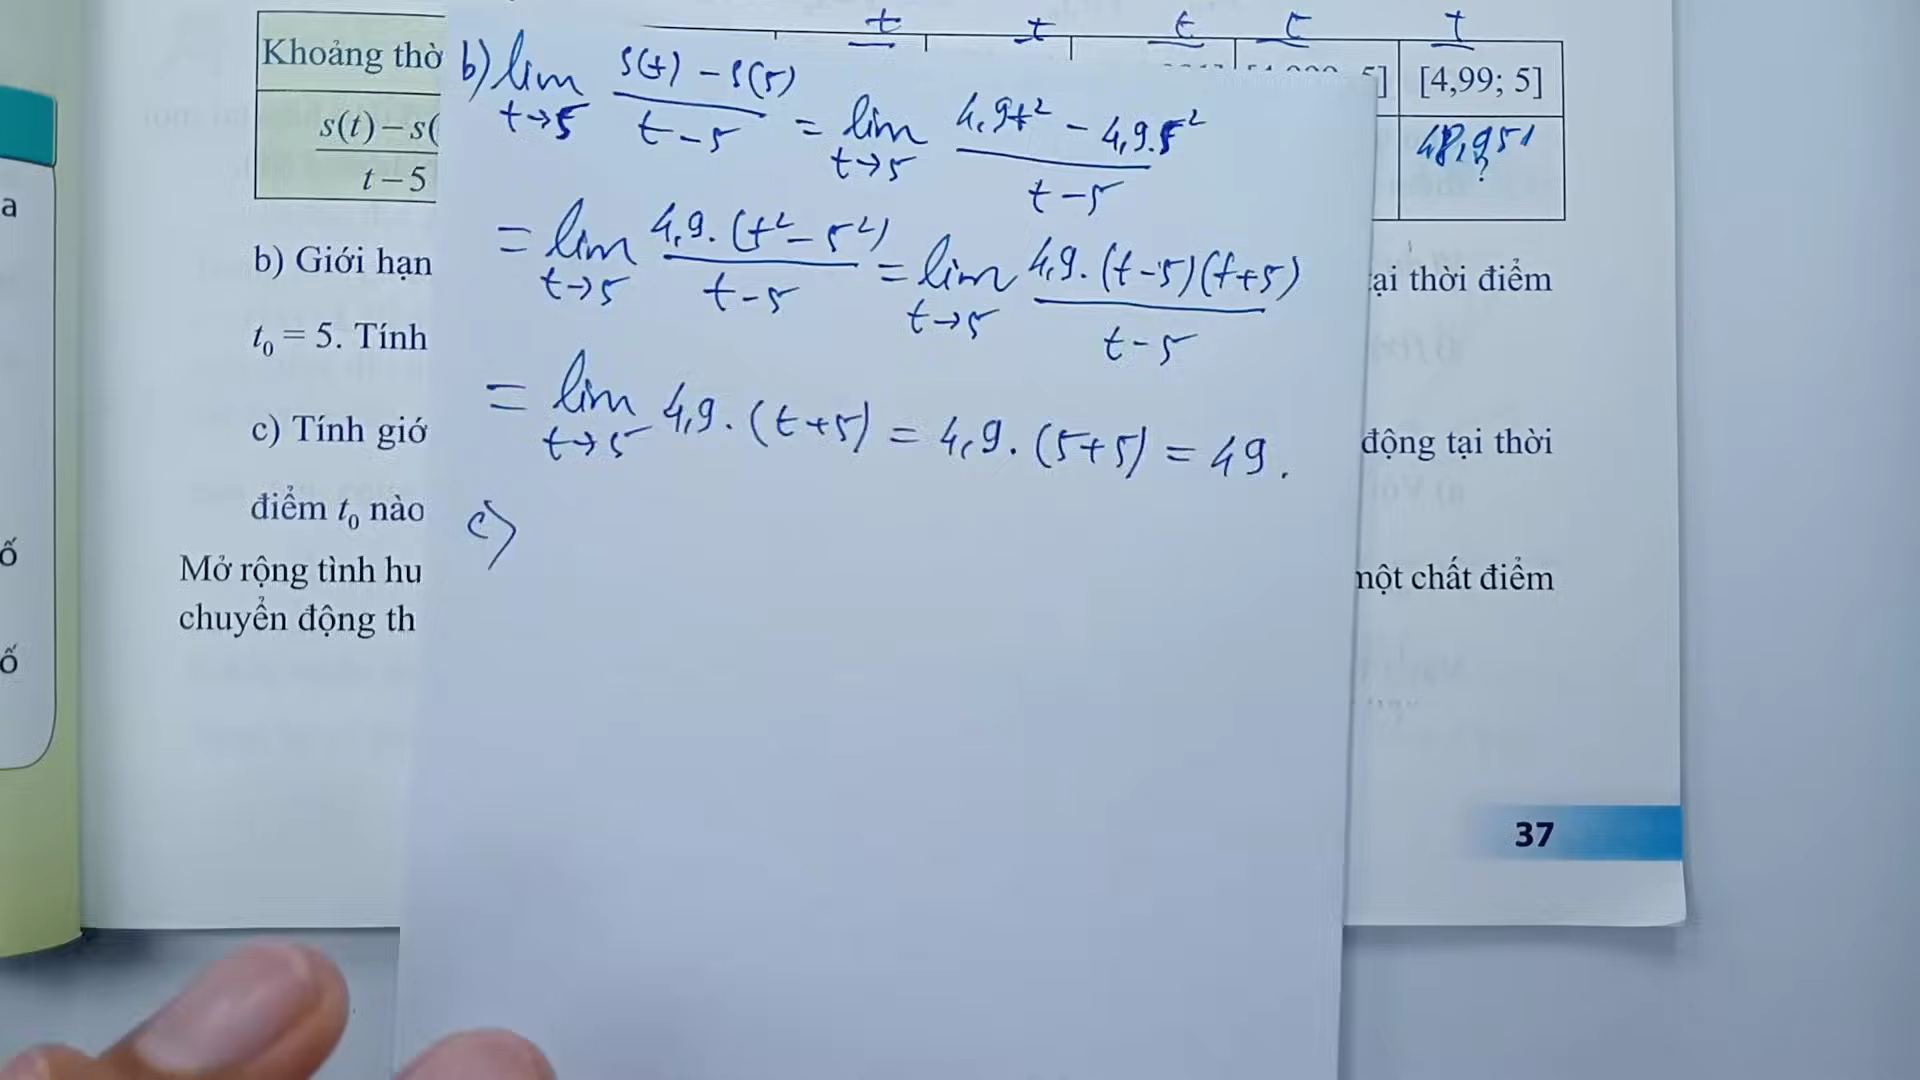 t t t t t
Khoảng thờ
[4,99; 5]
s(t) – s(
t – 5
48,951
?
b) lim t→5 s(t) – s(5) / t – 5 = lim t→5 4,9t² – 4,9.5² / t – 5
= lim t→5 4,9.(t² – 5²) / t – 5 = lim t→5 4,9.(t – 5)(t + 5) / t – 5
= lim t→5 4,9.(t + 5) = 4,9.(5 + 5) = 49.
c)
b) Giới hạn
ại thời điểm
t₀ = 5. Tính
c) Tính giớ
động tại thời
điểm t₀ nào
Mở rộng tình hu
một chất điểm
chuyển động th
a
ố
ố
37